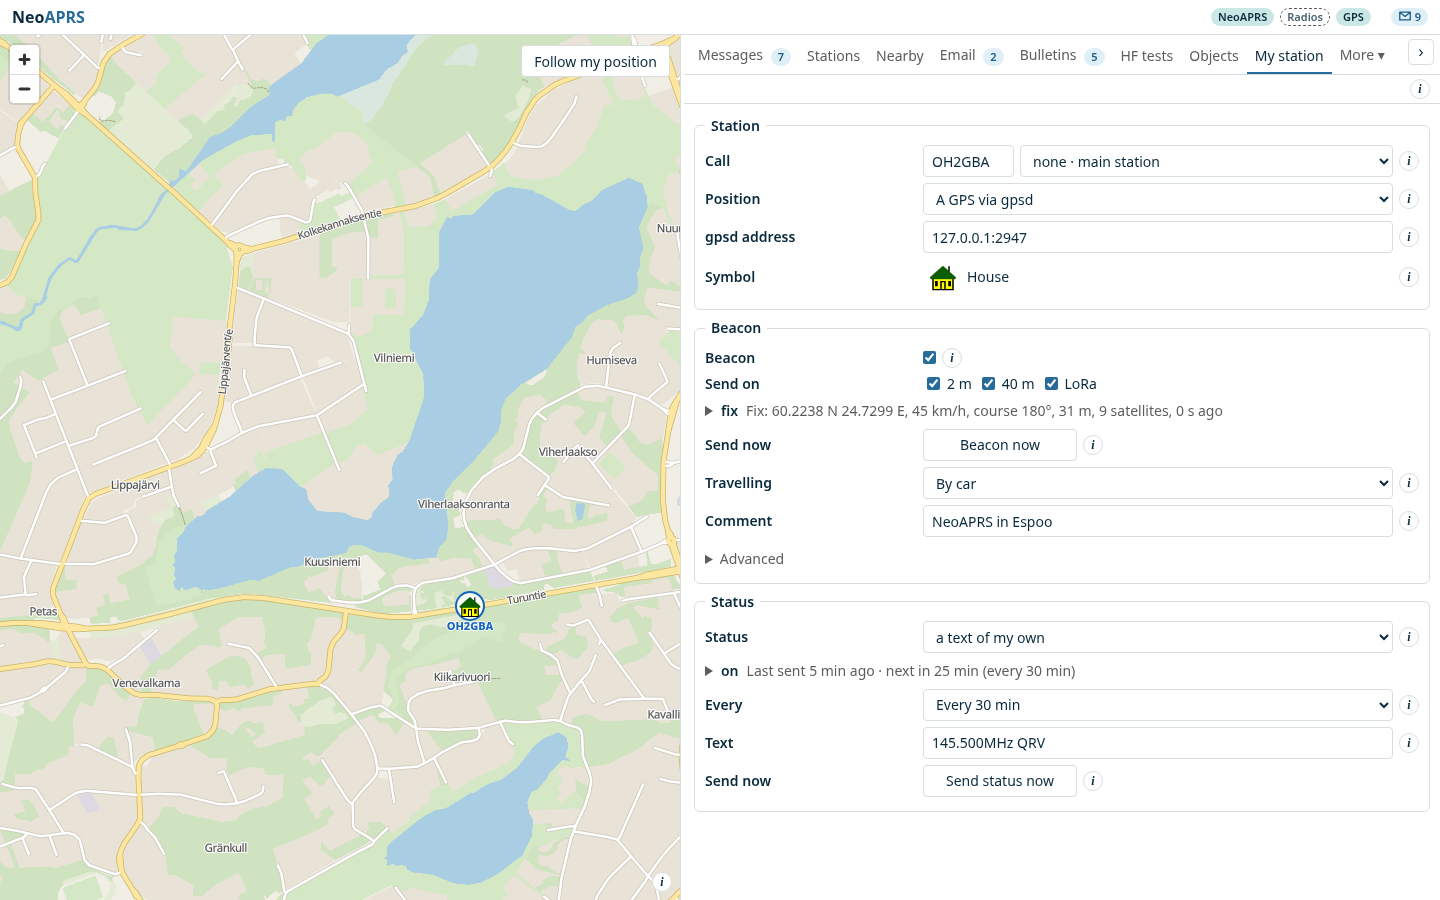 NeoAPRS
NeoAPRS Radios GPS 9
+
−
Follow my position
Kolkekannaksentie
Nuur
Lippajärventie
Vilniemi
Humiseva
Viherlaakso
Lippajärvi
Viherlaaksonranta
Kuusiniemi
Petas
Turuntie
OH2GBA
Venevalkama
Kiikarivuori
Kavalli
Gränkull
i
Messages 7 Stations Nearby Email 2 Bulletins 5 HF tests Objects My station More ▾ ›
i
Station
Call OH2GBA none · main station i
Position A GPS via gpsd i
gpsd address 127.0.0.1:2947 i
Symbol House i
Beacon
Beacon i
Send on 2 m 40 m LoRa
▶ fix Fix: 60.2238 N 24.7299 E, 45 km/h, course 180°, 31 m, 9 satellites, 0 s ago
Send now Beacon now i
Travelling By car i
Comment NeoAPRS in Espoo i
▶ Advanced
Status
Status a text of my own i
▶ on Last sent 5 min ago · next in 25 min (every 30 min)
Every Every 30 min i
Text 145.500MHz QRV i
Send now Send status now i